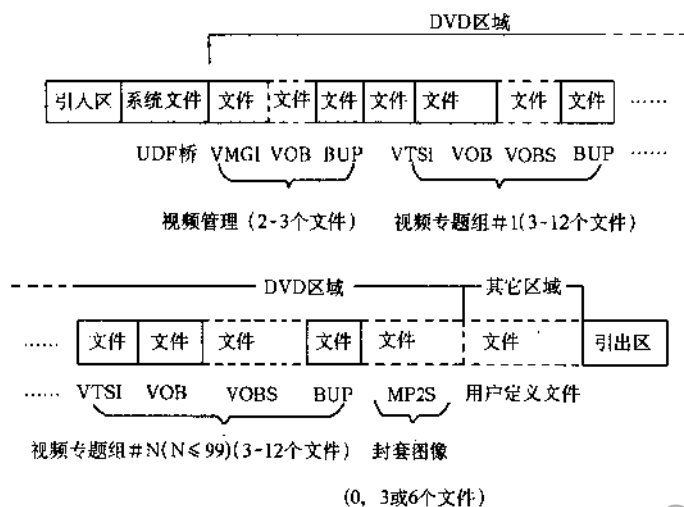 DVD区域
引入区 系统文件 文件 文件 文件 文件 文件 文件 文件 ……
UDF桥 VMGI VOB BUP VTSI VOB VOBS BUP ……
视频管理 (2-3个文件) 视频专题组#1(3-12个文件)
DVD区域 其它区域
…… 文件 文件 文件 文件 文件 文件 引出区
…… VTSI VOB VOBS BUP MP2S 用户定义文件
视频专题组#N(N≤99)(3-12个文件) 封套图像
(0, 3或6个文件)